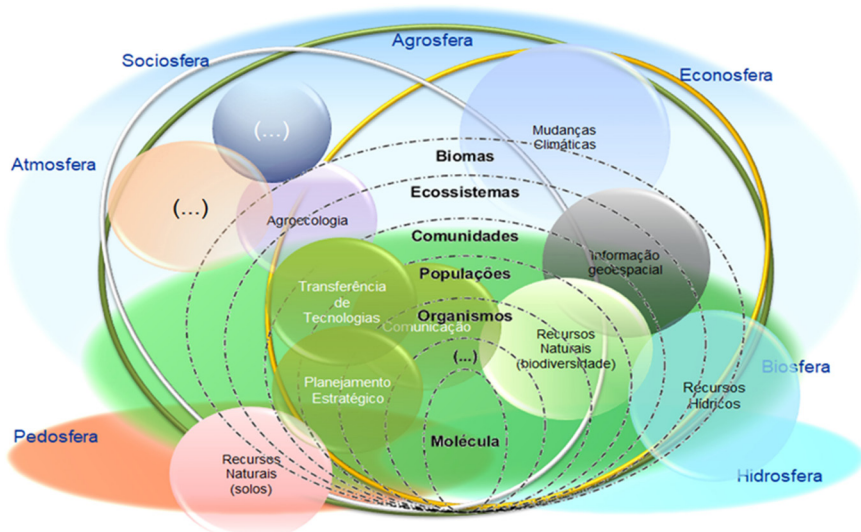 Agrosfera
Sociosfera
Econosfera
(...)
Mudanças
Climáticas
Atmosfera
Biomas
Ecossistemas
(...)
Agroecologia
Comunidades
Informação
geoespacial
Populações
Transferência
de
Tecnologias
Organismos
Comunicação
Recursos
Naturais
(biodiversidade)
(...)
Biosfera
Planejamento
Estratégico
Recursos
Hídricos
Pedosfera
Molécula
Recursos
Naturais
(solos)
Hidrosfera